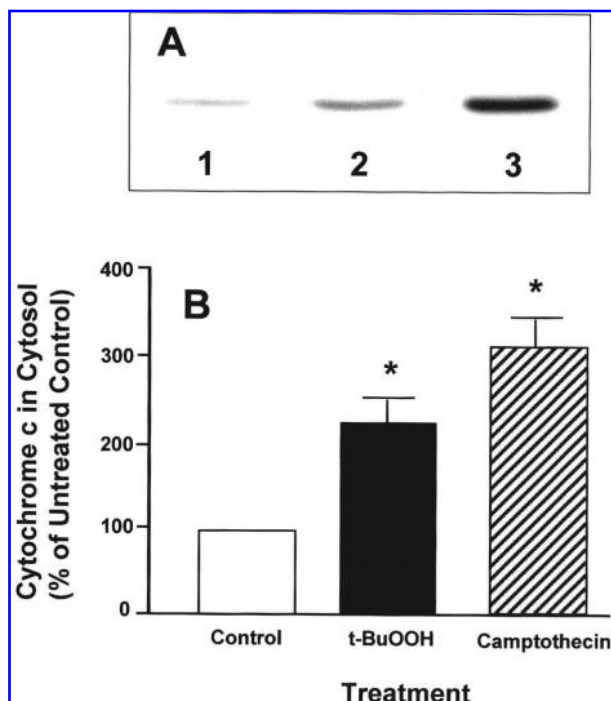 A
1 2 3
B
Cytochrome c in Cytosol
(% of Untreated Control)
400
300
200
100
0
*
*
Control t-BuOOH Camptothecin
Treatment